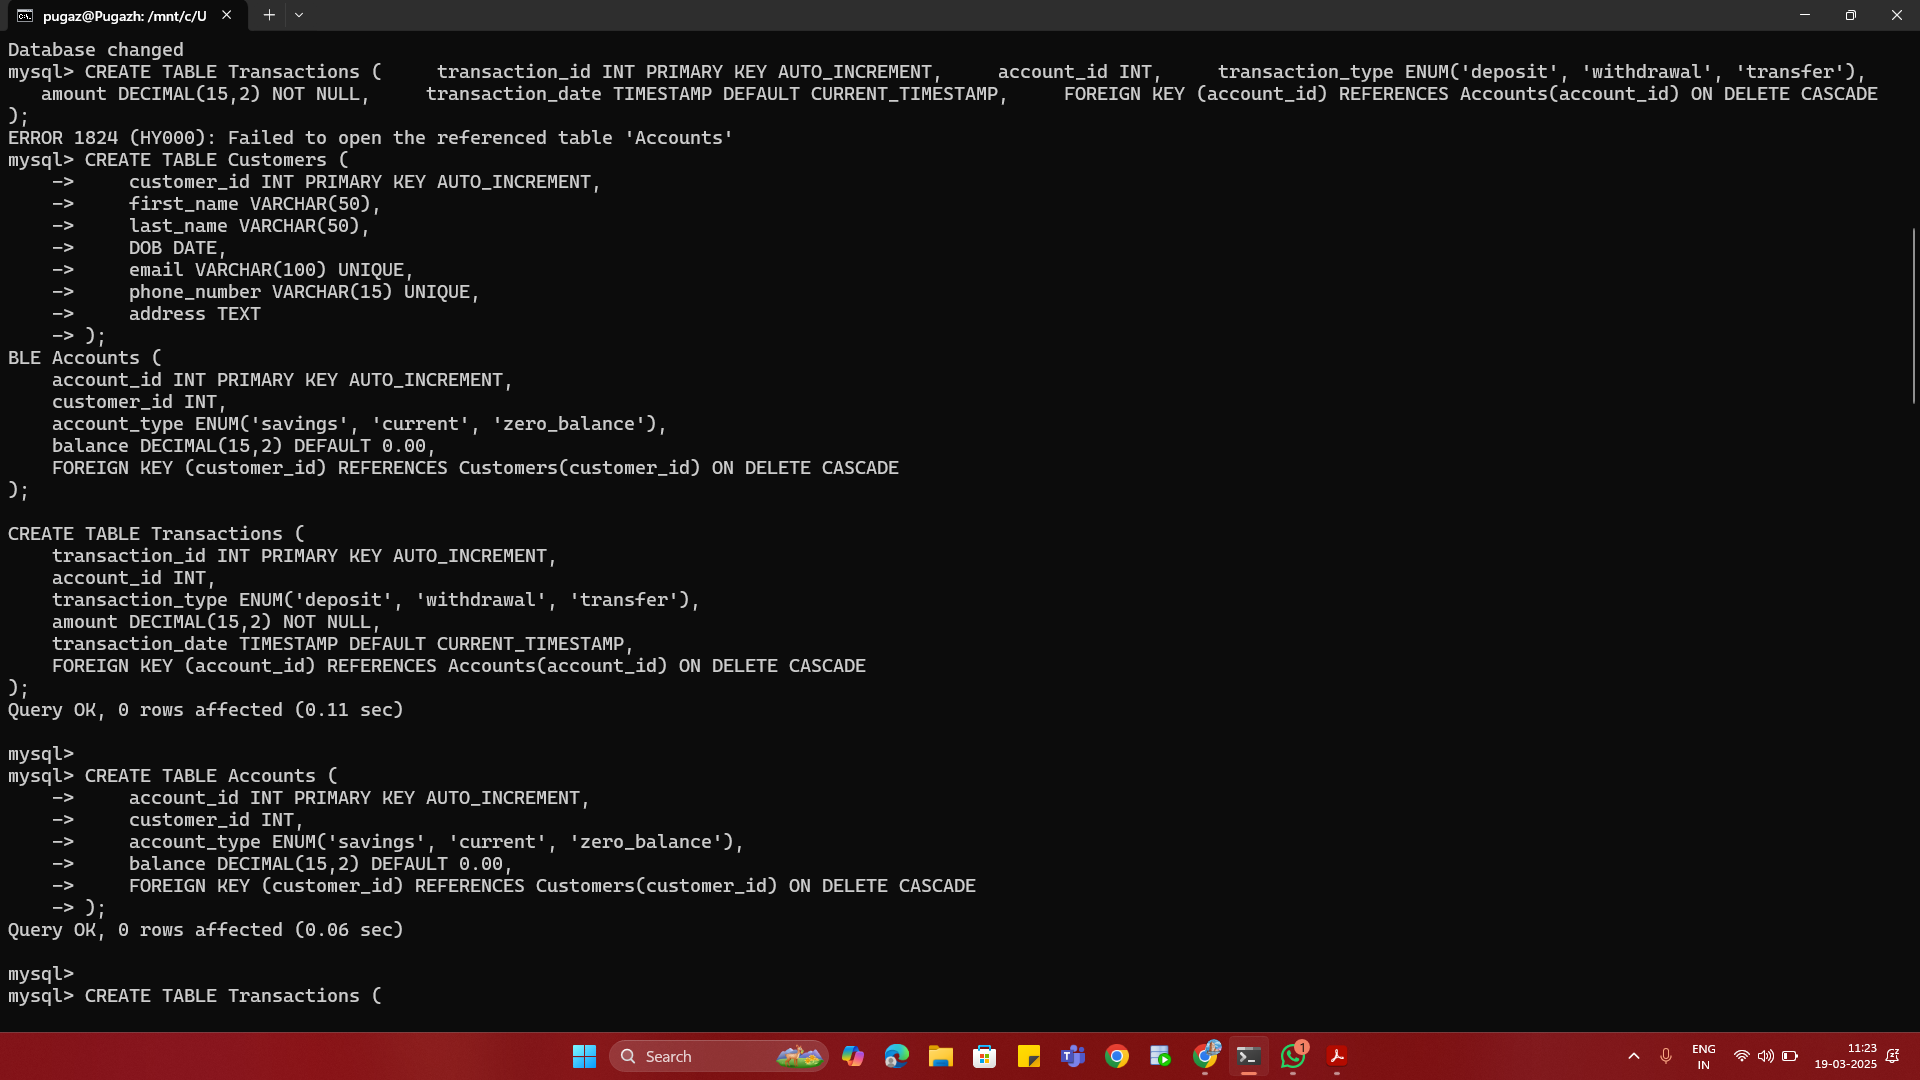 pugaz@Pugazh: /mnt/c/U
Database changed
mysql> CREATE TABLE Transactions (     transaction_id INT PRIMARY KEY AUTO_INCREMENT,     account_id INT,     transaction_type ENUM('deposit', 'withdrawal', 'transfer'),
   amount DECIMAL(15,2) NOT NULL,     transaction_date TIMESTAMP DEFAULT CURRENT_TIMESTAMP,     FOREIGN KEY (account_id) REFERENCES Accounts(account_id) ON DELETE CASCADE
);
ERROR 1824 (HY000): Failed to open the referenced table 'Accounts'
mysql> CREATE TABLE Customers (
    ->     customer_id INT PRIMARY KEY AUTO_INCREMENT,
    ->     first_name VARCHAR(50),
    ->     last_name VARCHAR(50),
    ->     DOB DATE,
    ->     email VARCHAR(100) UNIQUE,
    ->     phone_number VARCHAR(15) UNIQUE,
    ->     address TEXT
    -> );
BLE Accounts (
    account_id INT PRIMARY KEY AUTO_INCREMENT,
    customer_id INT,
    account_type ENUM('savings', 'current', 'zero_balance'),
    balance DECIMAL(15,2) DEFAULT 0.00,
    FOREIGN KEY (customer_id) REFERENCES Customers(customer_id) ON DELETE CASCADE
);
CREATE TABLE Transactions (
    transaction_id INT PRIMARY KEY AUTO_INCREMENT,
    account_id INT,
    transaction_type ENUM('deposit', 'withdrawal', 'transfer'),
    amount DECIMAL(15,2) NOT NULL,
    transaction_date TIMESTAMP DEFAULT CURRENT_TIMESTAMP,
    FOREIGN KEY (account_id) REFERENCES Accounts(account_id) ON DELETE CASCADE
);
Query OK, 0 rows affected (0.11 sec)
mysql>
mysql> CREATE TABLE Accounts (
    ->     account_id INT PRIMARY KEY AUTO_INCREMENT,
    ->     customer_id INT,
    ->     account_type ENUM('savings', 'current', 'zero_balance'),
    ->     balance DECIMAL(15,2) DEFAULT 0.00,
    ->     FOREIGN KEY (customer_id) REFERENCES Customers(customer_id) ON DELETE CASCADE
    -> );
Query OK, 0 rows affected (0.06 sec)
mysql>
mysql> CREATE TABLE Transactions (
Search
1
ENG
IN
11:23
19-03-2025